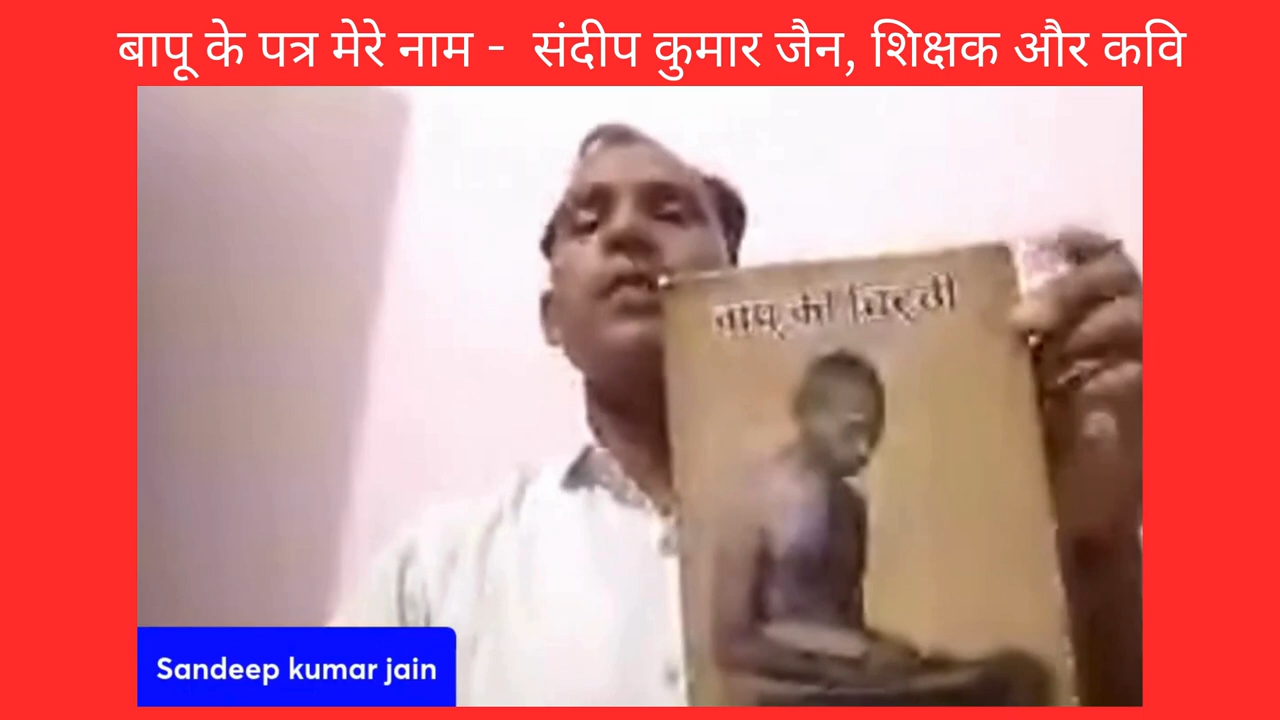 बापू के पत्र मेरे नाम - संदीप कुमार जैन, शिक्षक और कवि
बापू की चिट्ठी
Sandeep kumar jain